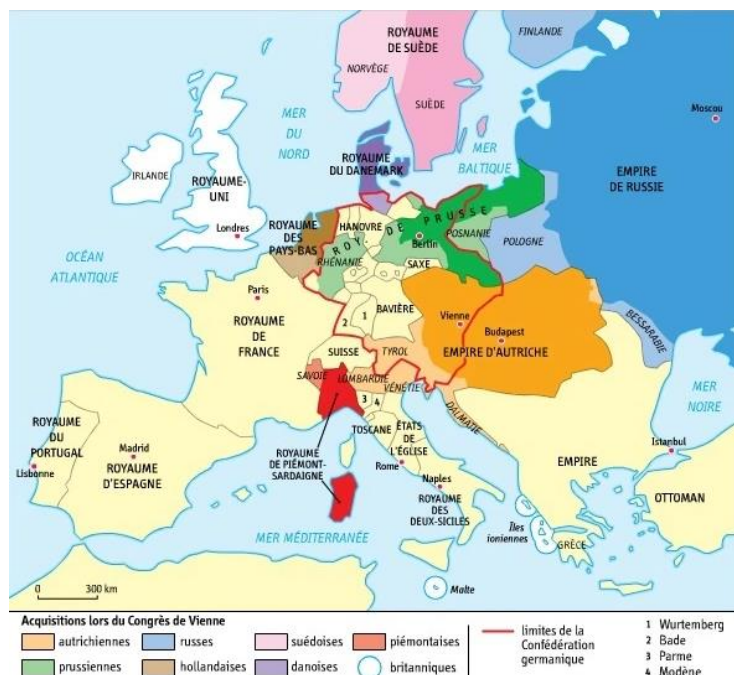 FINLANDE
ROYAUME
DE SUÈDE
NORVÈGE
SUÈDE
Moscou
MER
DU
NORD
MER
BALTIQUE
ROYAUME
DU DANEMARK
EMPIRE
DE RUSSIE
IRLANDE
ROYAUME-
UNI
Londres
ROYAUME
DES
PAYS-BAS
HANOVRE
ROY. DE PRUSSE
Berlin
POSNANIE
POLOGNE
RHÉNANIE
SAXE
OCÉAN
ATLANTIQUE
Paris
ROYAUME
DE
FRANCE
BAVIÈRE
1
2
Vienne
Budapest
EMPIRE D'AUTRICHE
BESSARABIE
SUISSE
TYROL
SAVOIE
LOMBARDIE
VÉNÉTIE
3
4
DALMATIE
MER
NOIRE
TOSCANE
ÉTATS
DE
L'ÉGLISE
ROYAUME
DU
PORTUGAL
Lisbonne
Madrid
ROYAUME
D'ESPAGNE
ROYAUME
DE PIÉMONT-
SARDAIGNE
Rome
Naples
ROYAUME
DES
DEUX-SICILES
Istanbul
EMPIRE
OTTOMAN
Îles
ioniennes
GRÈCE
MER MÉDITERRANÉE
Malte
0 300 km
Acquisitions lors du Congrès de Vienne
autrichiennes
russes
suédoises
piémontaises
prussiennes
hollandaises
danoises
britanniques
limites de la
Confédération
germanique
1 Wurtemberg
2 Bade
3 Parme
4 Modène